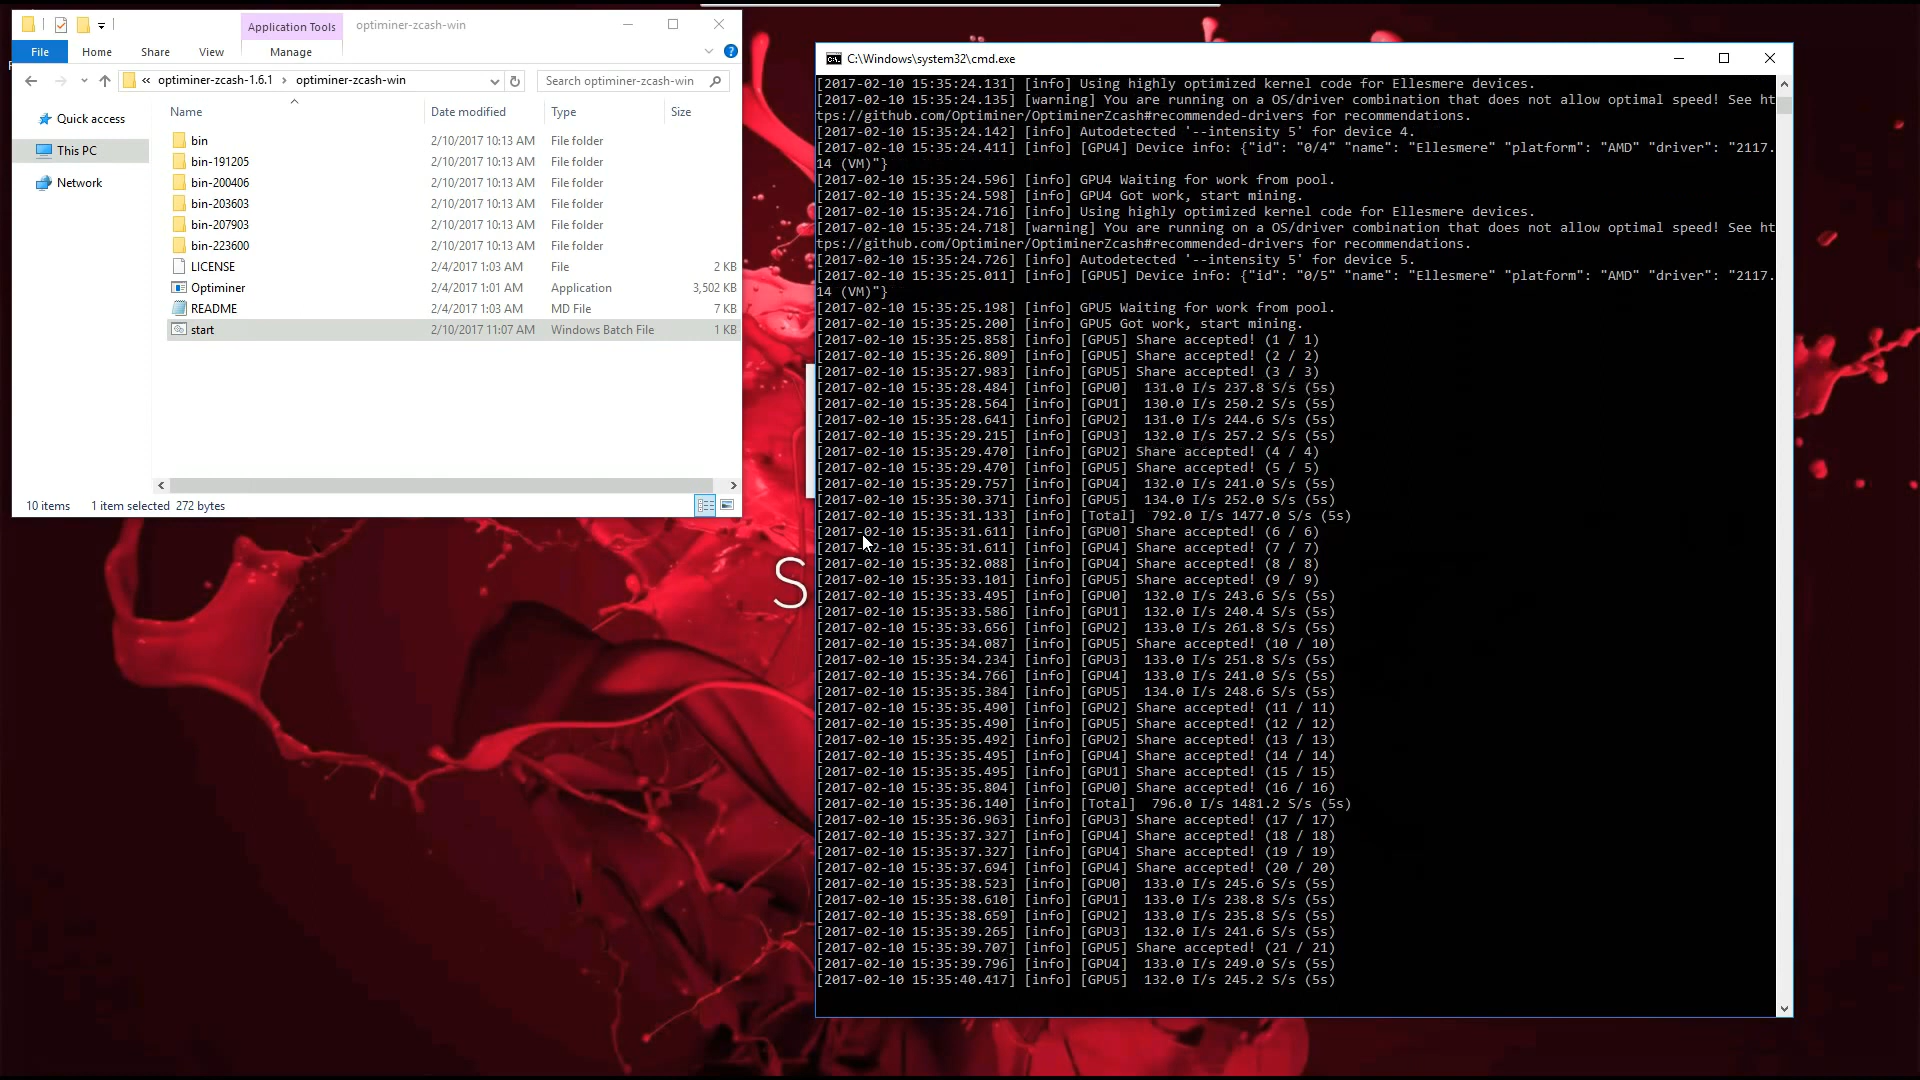 Application Tools
optiminer-zcash-win
File
Home
Share
View
Manage
« optiminer-zcash-1.6.1 > optiminer-zcash-win
Search optiminer-zcash-win
Name
Date modified
Type
Size
Quick access
This PC
Network
bin 2/10/2017 10:13 AM File folder
bin-191205 2/10/2017 10:13 AM File folder
bin-200406 2/10/2017 10:13 AM File folder
bin-203603 2/10/2017 10:13 AM File folder
bin-207903 2/10/2017 10:13 AM File folder
bin-223600 2/10/2017 10:13 AM File folder
LICENSE 2/4/2017 1:03 AM File 2 KB
Optiminer 2/4/2017 1:01 AM Application 3,502 KB
README 2/4/2017 1:03 AM MD File 7 KB
start 2/10/2017 11:07 AM Windows Batch File 1 KB
10 items 1 item selected 272 bytes
S
C:\Windows\system32\cmd.exe
[2017-02-10 15:35:24.131] [info] Using highly optimized kernel code for Ellesmere devices.
[2017-02-10 15:35:24.135] [warning] You are running on a OS/driver combination that does not allow optimal speed! See ht
tps://github.com/Optiminer/OptiminerZcash#recommended-drivers for recommendations.
[2017-02-10 15:35:24.142] [info] Autodetected '--intensity 5' for device 4.
[2017-02-10 15:35:24.411] [info] [GPU4] Device info: {"id": "0/4" "name": "Ellesmere" "platform": "AMD" "driver": "2117.
14 (VM)"}
[2017-02-10 15:35:24.596] [info] GPU4 Waiting for work from pool.
[2017-02-10 15:35:24.598] [info] GPU4 Got work, start mining.
[2017-02-10 15:35:24.716] [info] Using highly optimized kernel code for Ellesmere devices.
[2017-02-10 15:35:24.718] [warning] You are running on a OS/driver combination that does not allow optimal speed! See ht
tps://github.com/Optiminer/OptiminerZcash#recommended-drivers for recommendations.
[2017-02-10 15:35:24.726] [info] Autodetected '--intensity 5' for device 5.
[2017-02-10 15:35:25.011] [info] [GPU5] Device info: {"id": "0/5" "name": "Ellesmere" "platform": "AMD" "driver": "2117.
14 (VM)"}
[2017-02-10 15:35:25.198] [info] GPU5 Waiting for work from pool.
[2017-02-10 15:35:25.200] [info] GPU5 Got work, start mining.
[2017-02-10 15:35:25.858] [info] [GPU5] Share accepted! (1 / 1)
[2017-02-10 15:35:26.809] [info] [GPU5] Share accepted! (2 / 2)
[2017-02-10 15:35:27.983] [info] [GPU5] Share accepted! (3 / 3)
[2017-02-10 15:35:28.484] [info] [GPU0] 131.0 I/s 237.8 S/s (5s)
[2017-02-10 15:35:28.564] [info] [GPU1] 130.0 I/s 250.2 S/s (5s)
[2017-02-10 15:35:28.641] [info] [GPU2] 131.0 I/s 244.6 S/s (5s)
[2017-02-10 15:35:29.215] [info] [GPU3] 132.0 I/s 257.2 S/s (5s)
[2017-02-10 15:35:29.470] [info] [GPU2] Share accepted! (4 / 4)
[2017-02-10 15:35:29.470] [info] [GPU5] Share accepted! (5 / 5)
[2017-02-10 15:35:29.757] [info] [GPU4] 132.0 I/s 241.0 S/s (5s)
[2017-02-10 15:35:30.371] [info] [GPU5] 134.0 I/s 252.0 S/s (5s)
[2017-02-10 15:35:31.133] [info] [Total] 792.0 I/s 1477.0 S/s (5s)
[2017-02-10 15:35:31.611] [info] [GPU0] Share accepted! (6 / 6)
[2017-02-10 15:35:31.611] [info] [GPU4] Share accepted! (7 / 7)
[2017-02-10 15:35:32.088] [info] [GPU4] Share accepted! (8 / 8)
[2017-02-10 15:35:33.101] [info] [GPU5] Share accepted! (9 / 9)
[2017-02-10 15:35:33.495] [info] [GPU0] 132.0 I/s 243.6 S/s (5s)
[2017-02-10 15:35:33.586] [info] [GPU1] 132.0 I/s 240.4 S/s (5s)
[2017-02-10 15:35:33.656] [info] [GPU2] 133.0 I/s 261.8 S/s (5s)
[2017-02-10 15:35:34.087] [info] [GPU5] Share accepted! (10 / 10)
[2017-02-10 15:35:34.234] [info] [GPU3] 133.0 I/s 251.8 S/s (5s)
[2017-02-10 15:35:34.766] [info] [GPU4] 133.0 I/s 241.0 S/s (5s)
[2017-02-10 15:35:35.384] [info] [GPU5] 134.0 I/s 248.6 S/s (5s)
[2017-02-10 15:35:35.490] [info] [GPU2] Share accepted! (11 / 11)
[2017-02-10 15:35:35.490] [info] [GPU5] Share accepted! (12 / 12)
[2017-02-10 15:35:35.492] [info] [GPU2] Share accepted! (13 / 13)
[2017-02-10 15:35:35.495] [info] [GPU4] Share accepted! (14 / 14)
[2017-02-10 15:35:35.495] [info] [GPU1] Share accepted! (15 / 15)
[2017-02-10 15:35:35.804] [info] [GPU0] Share accepted! (16 / 16)
[2017-02-10 15:35:36.140] [info] [Total] 796.0 I/s 1481.2 S/s (5s)
[2017-02-10 15:35:36.963] [info] [GPU3] Share accepted! (17 / 17)
[2017-02-10 15:35:37.327] [info] [GPU4] Share accepted! (18 / 18)
[2017-02-10 15:35:37.327] [info] [GPU4] Share accepted! (19 / 19)
[2017-02-10 15:35:37.694] [info] [GPU4] Share accepted! (20 / 20)
[2017-02-10 15:35:38.523] [info] [GPU0] 133.0 I/s 245.6 S/s (5s)
[2017-02-10 15:35:38.610] [info] [GPU1] 133.0 I/s 238.8 S/s (5s)
[2017-02-10 15:35:38.659] [info] [GPU2] 133.0 I/s 235.8 S/s (5s)
[2017-02-10 15:35:39.265] [info] [GPU3] 132.0 I/s 241.6 S/s (5s)
[2017-02-10 15:35:39.707] [info] [GPU5] Share accepted! (21 / 21)
[2017-02-10 15:35:39.796] [info] [GPU4] 133.0 I/s 249.0 S/s (5s)
[2017-02-10 15:35:40.417] [info] [GPU5] 132.0 I/s 245.2 S/s (5s)